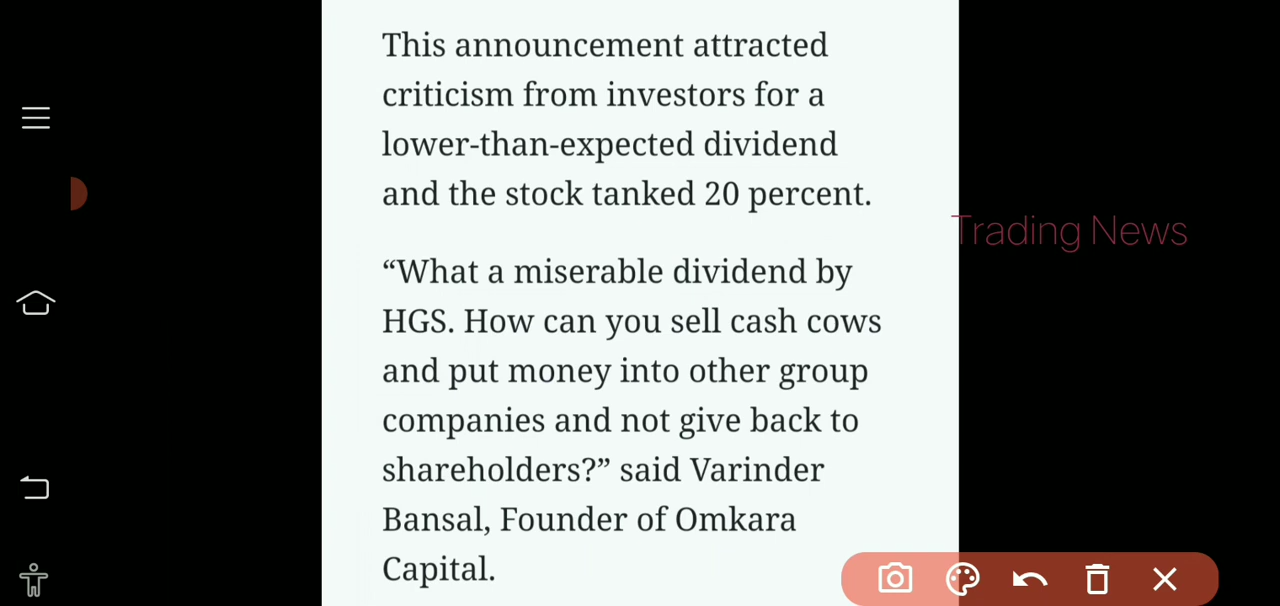 This announcement attracted
criticism from investors for a
lower-than-expected dividend
and the stock tanked 20 percent.
Trading News
“What a miserable dividend by
HGS. How can you sell cash cows
and put money into other group
companies and not give back to
shareholders?” said Varinder
Bansal, Founder of Omkara
Capital.